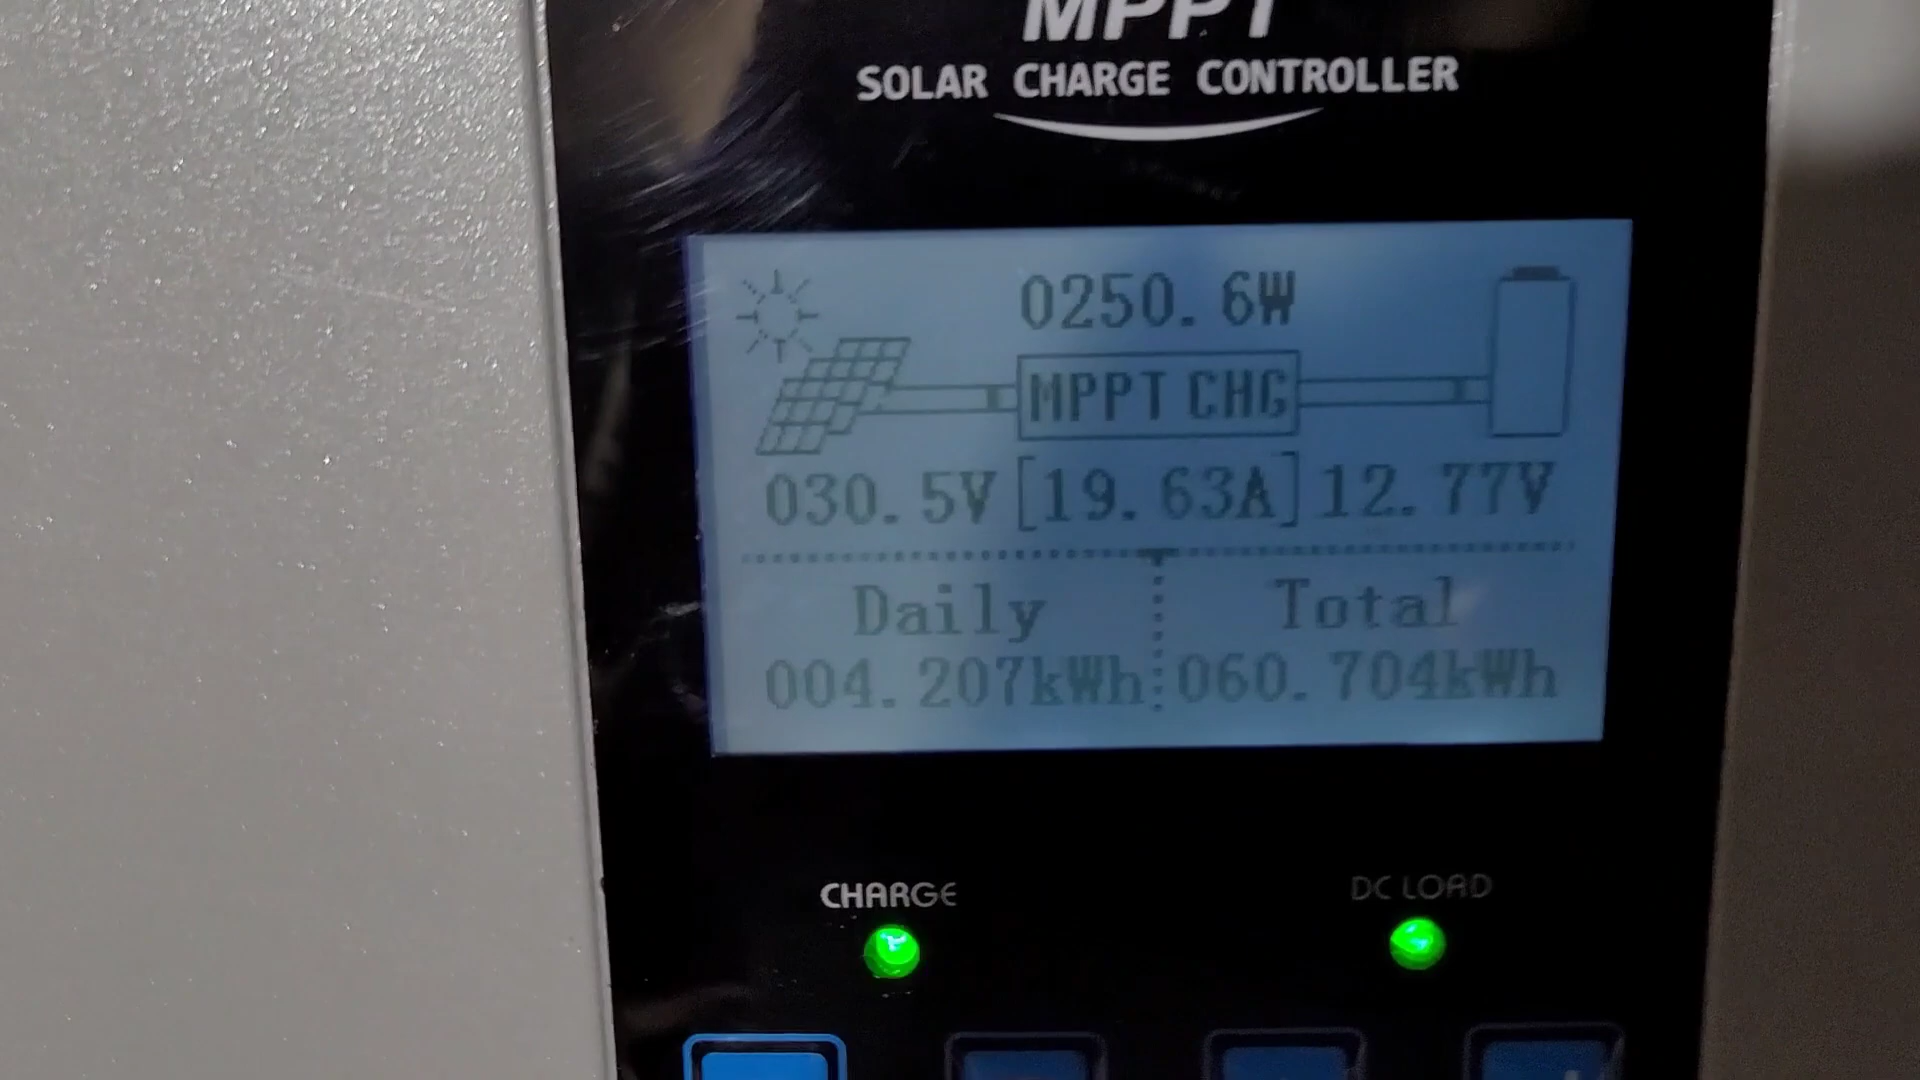 MPPT
SOLAR CHARGE CONTROLLER
0250.6W
MPPT CHG
030.5V [19.63A] 12.77V
Daily Total
004.207kWh 060.704kWh
CHARGE DC LOAD